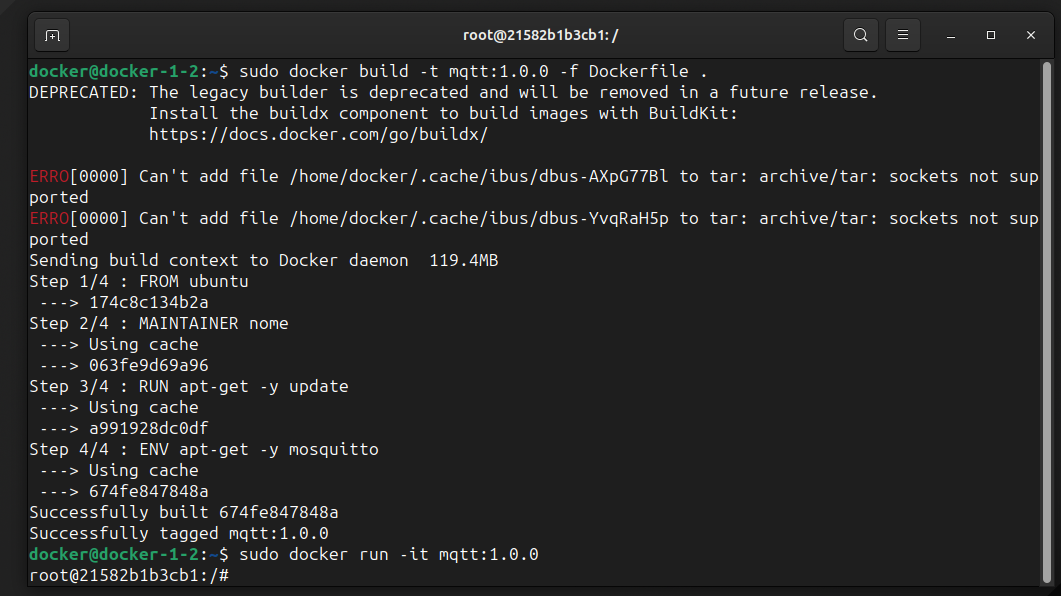 root@21582b1b3cb1: /
docker@docker-1-2:~$ sudo docker build -t mqtt:1.0.0 -f Dockerfile .
DEPRECATED: The legacy builder is deprecated and will be removed in a future release.
            Install the buildx component to build images with BuildKit:
            https://docs.docker.com/go/buildx/

ERRO[0000] Can't add file /home/docker/.cache/ibus/dbus-AXpG77Bl to tar: archive/tar: sockets not sup
ported
ERRO[0000] Can't add file /home/docker/.cache/ibus/dbus-YvqRaH5p to tar: archive/tar: sockets not sup
ported
Sending build context to Docker daemon  119.4MB
Step 1/4 : FROM ubuntu
 ---> 174c8c134b2a
Step 2/4 : MAINTAINER nome
 ---> Using cache
 ---> 063fe9d69a96
Step 3/4 : RUN apt-get -y update
 ---> Using cache
 ---> a991928dc0df
Step 4/4 : ENV apt-get -y mosquitto
 ---> Using cache
 ---> 674fe847848a
Successfully built 674fe847848a
Successfully tagged mqtt:1.0.0
docker@docker-1-2:~$ sudo docker run -it mqtt:1.0.0
root@21582b1b3cb1:/#